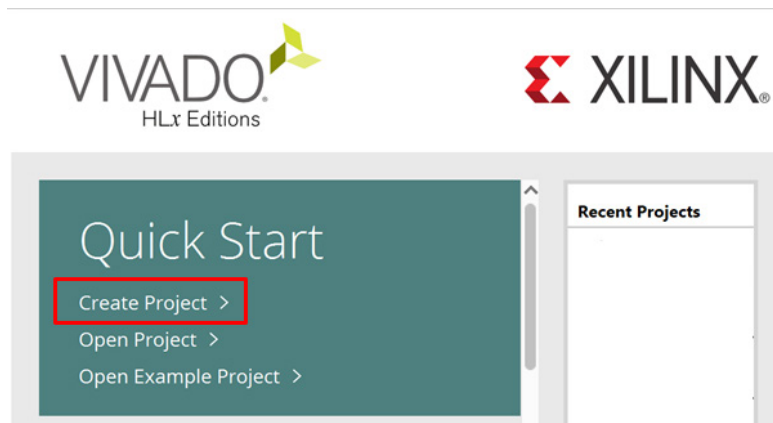 VIVADO.
HLx Editions
XILINX®
Quick Start
Create Project >
Open Project >
Open Example Project >
Recent Projects